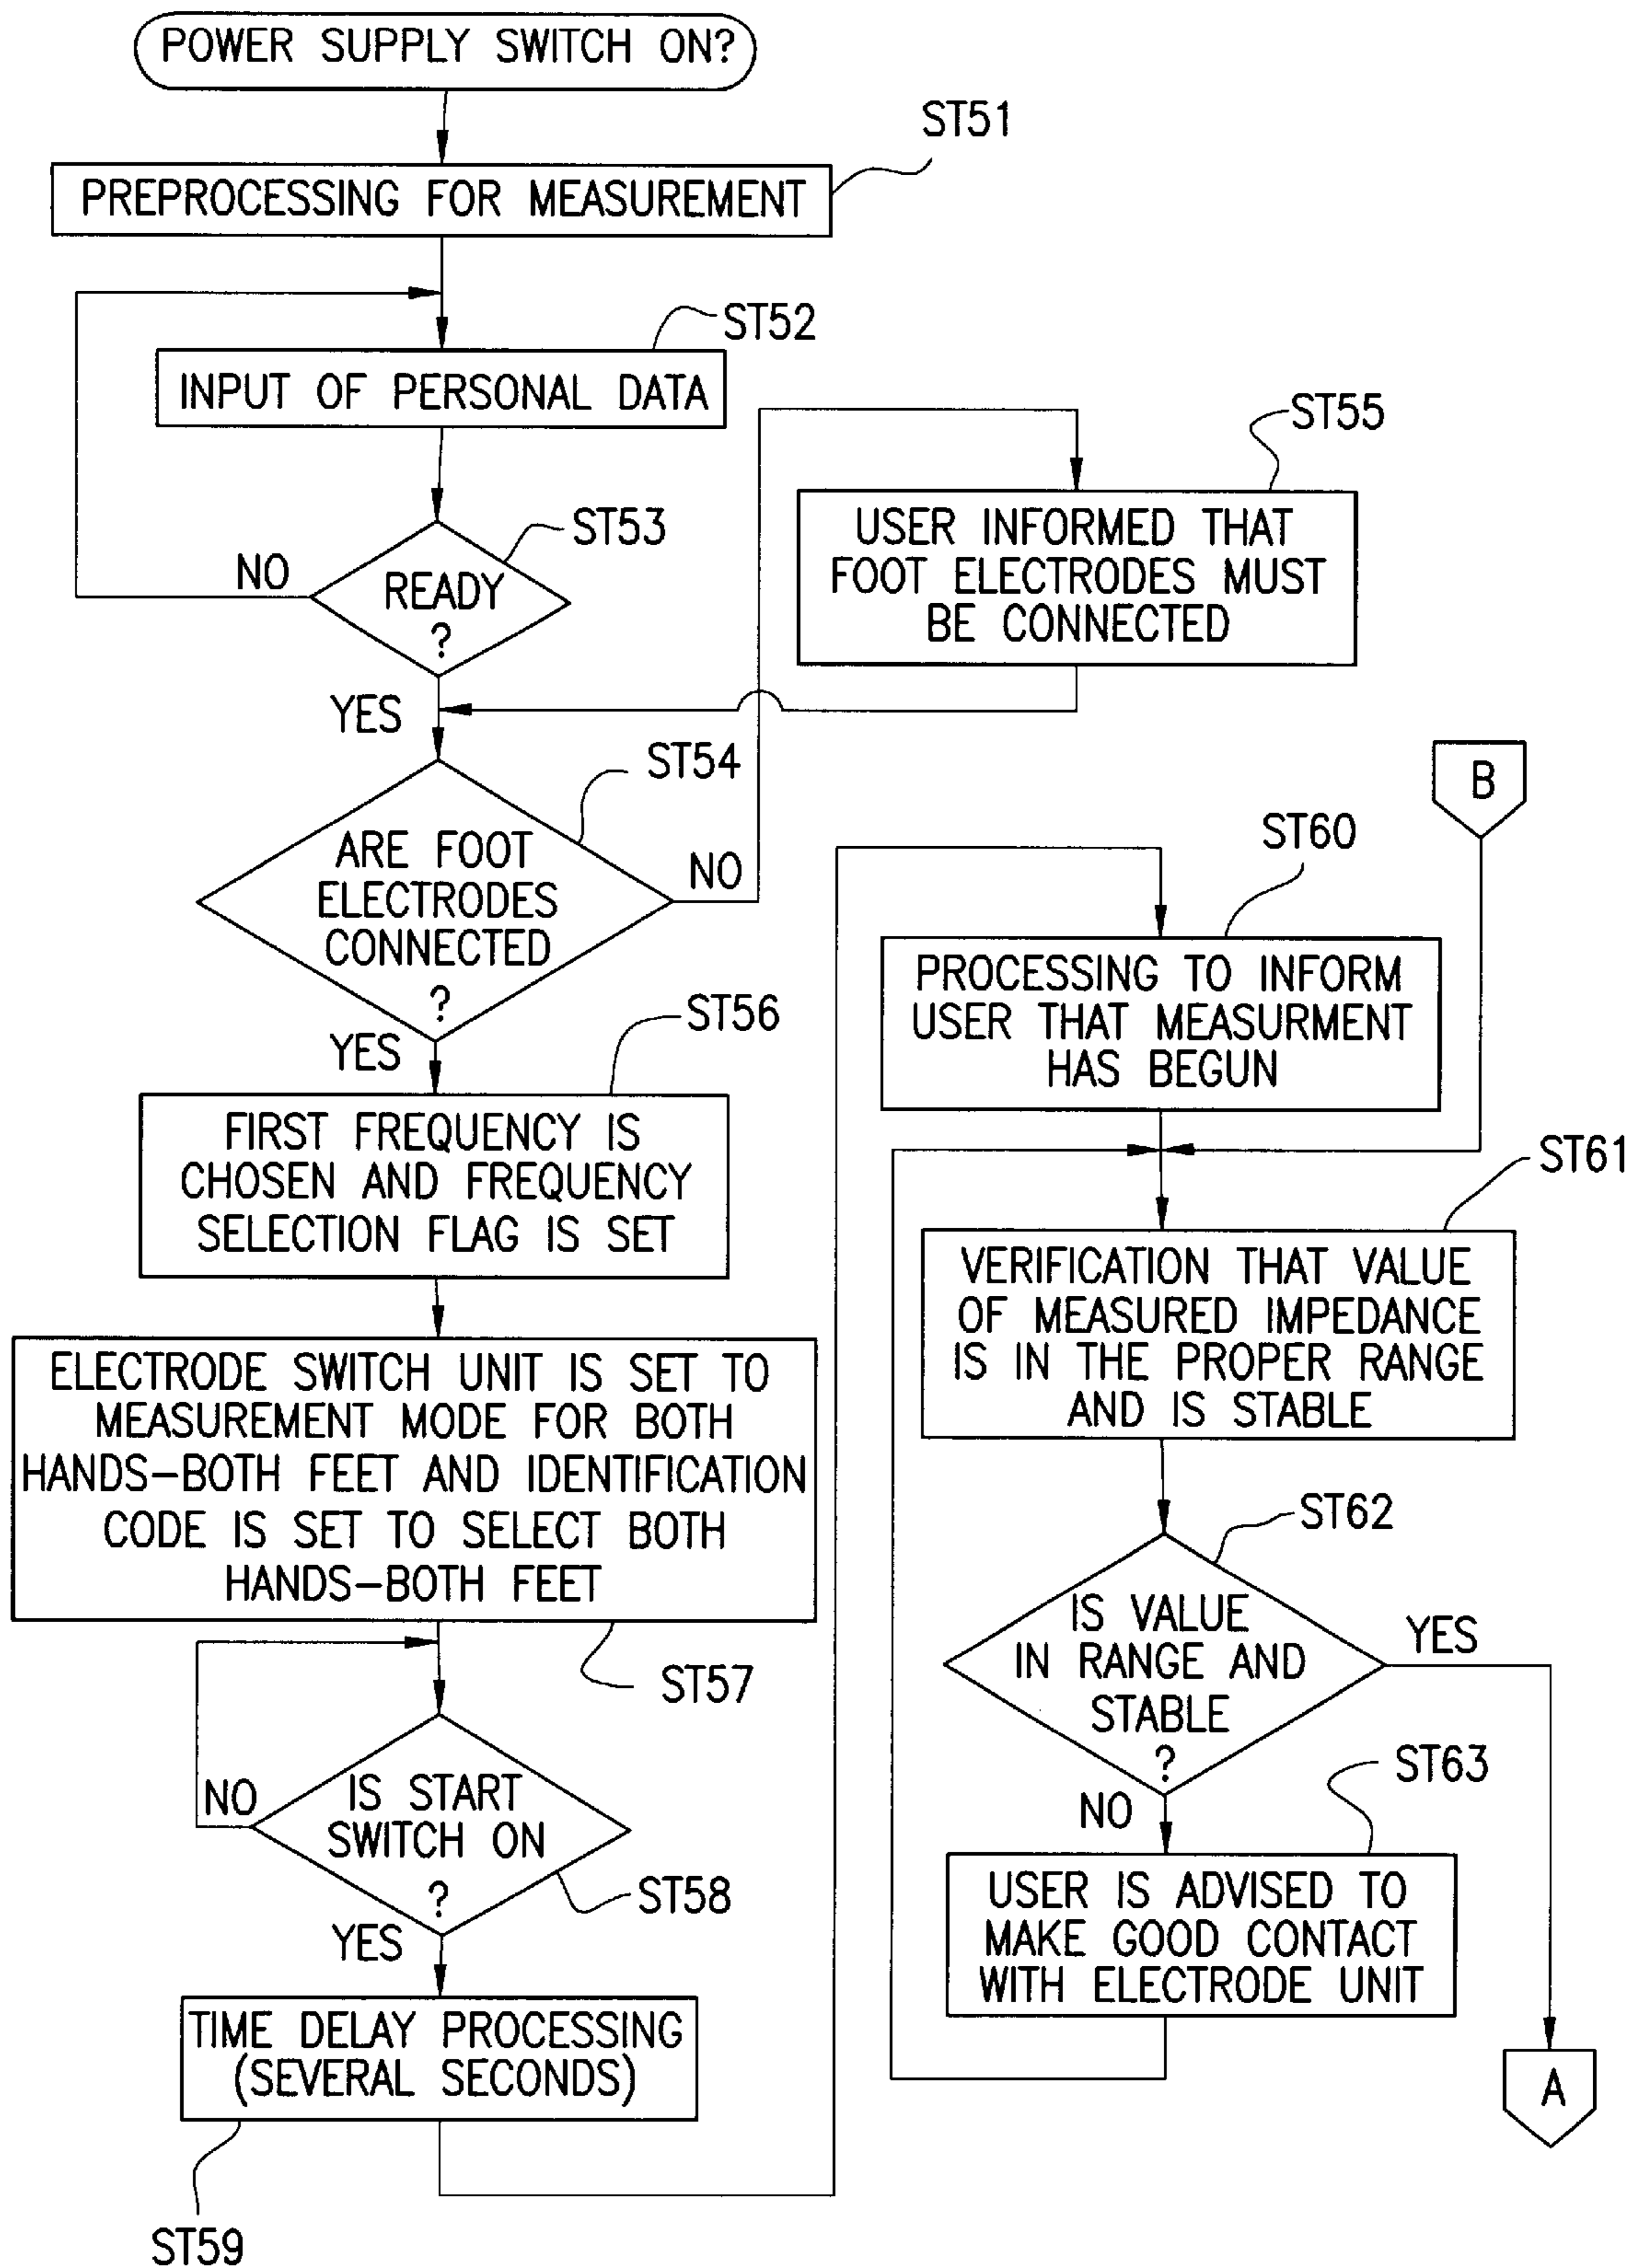 POWER SUPPLY SWITCH ON?
ST51
PREPROCESSING FOR MEASUREMENT
ST52
INPUT OF PERSONAL DATA
ST53
READY
?
NO
YES
ST55
USER INFORMED THAT
FOOT ELECTRODES MUST
BE CONNECTED
ST54
ARE FOOT
ELECTRODES
CONNECTED
?
NO
YES
ST56
FIRST FREQUENCY IS
CHOSEN AND FREQUENCY
SELECTION FLAG IS SET
ELECTRODE SWITCH UNIT IS SET TO
MEASUREMENT MODE FOR BOTH
HANDS-BOTH FEET AND IDENTIFICATION
CODE IS SET TO SELECT BOTH
HANDS-BOTH FEET
ST57
IS START
SWITCH ON
?
NO
ST58
YES
TIME DELAY PROCESSING
(SEVERAL SECONDS)
ST59
B
ST60
PROCESSING TO INFORM
USER THAT MEASURMENT
HAS BEGUN
ST61
VERIFICATION THAT VALUE
OF MEASURED IMPEDANCE
IS IN THE PROPER RANGE
AND IS STABLE
ST62
IS VALUE
IN RANGE AND
STABLE
?
YES
NO
ST63
USER IS ADVISED TO
MAKE GOOD CONTACT
WITH ELECTRODE UNIT
A